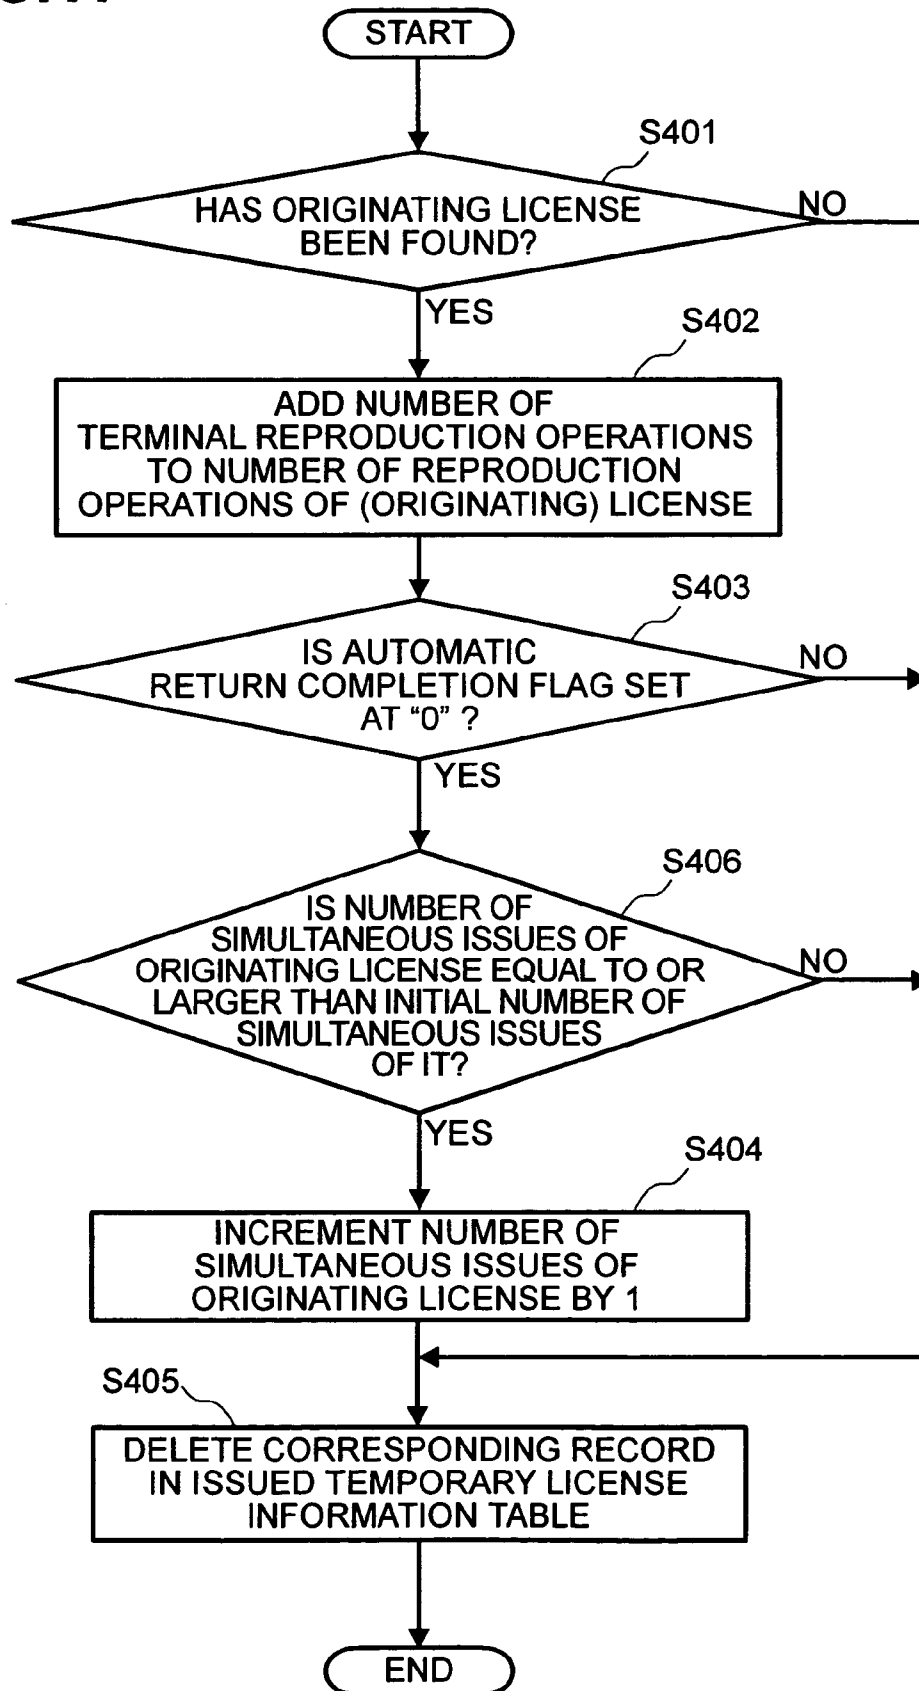 START
S401
HAS ORIGINATING LICENSE
BEEN FOUND?
NO
YES
S402
ADD NUMBER OF
TERMINAL REPRODUCTION OPERATIONS
TO NUMBER OF REPRODUCTION
OPERATIONS OF (ORIGINATING) LICENSE
S403
IS AUTOMATIC
RETURN COMPLETION FLAG SET
AT “0” ?
NO
YES
S406
IS NUMBER OF
SIMULTANEOUS ISSUES OF
ORIGINATING LICENSE EQUAL TO OR
LARGER THAN INITIAL NUMBER OF
SIMULTANEOUS ISSUES
OF IT?
NO
YES
S404
INCREMENT NUMBER OF
SIMULTANEOUS ISSUES OF
ORIGINATING LICENSE BY 1
S405
DELETE CORRESPONDING RECORD
IN ISSUED TEMPORARY LICENSE
INFORMATION TABLE
END